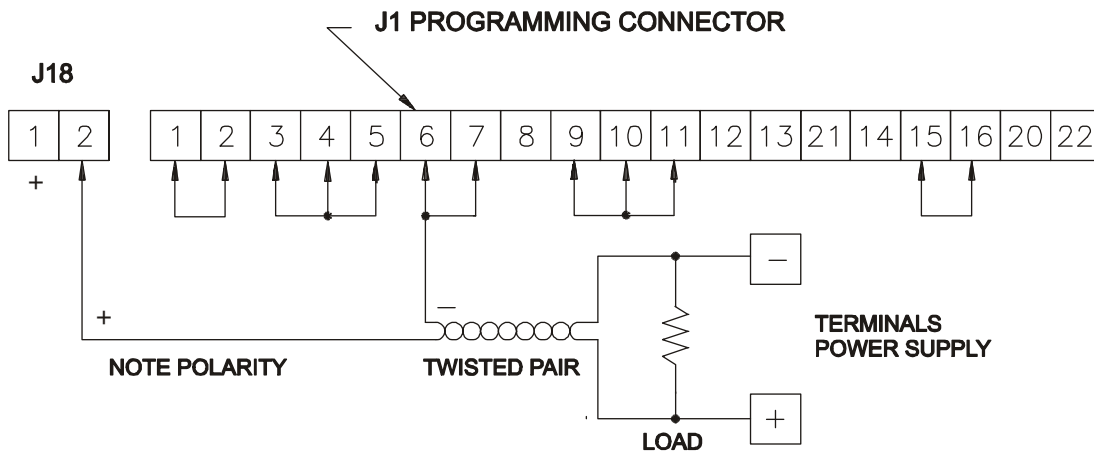 J1 PROGRAMMING CONNECTOR
J18
1 2
1 2 3 4 5 6 7 8 9 10 11 12 13 21 14 15 16 20 22
+
+
−
−
NOTE POLARITY
TWISTED PAIR
TERMINALS
POWER SUPPLY
+
LOAD